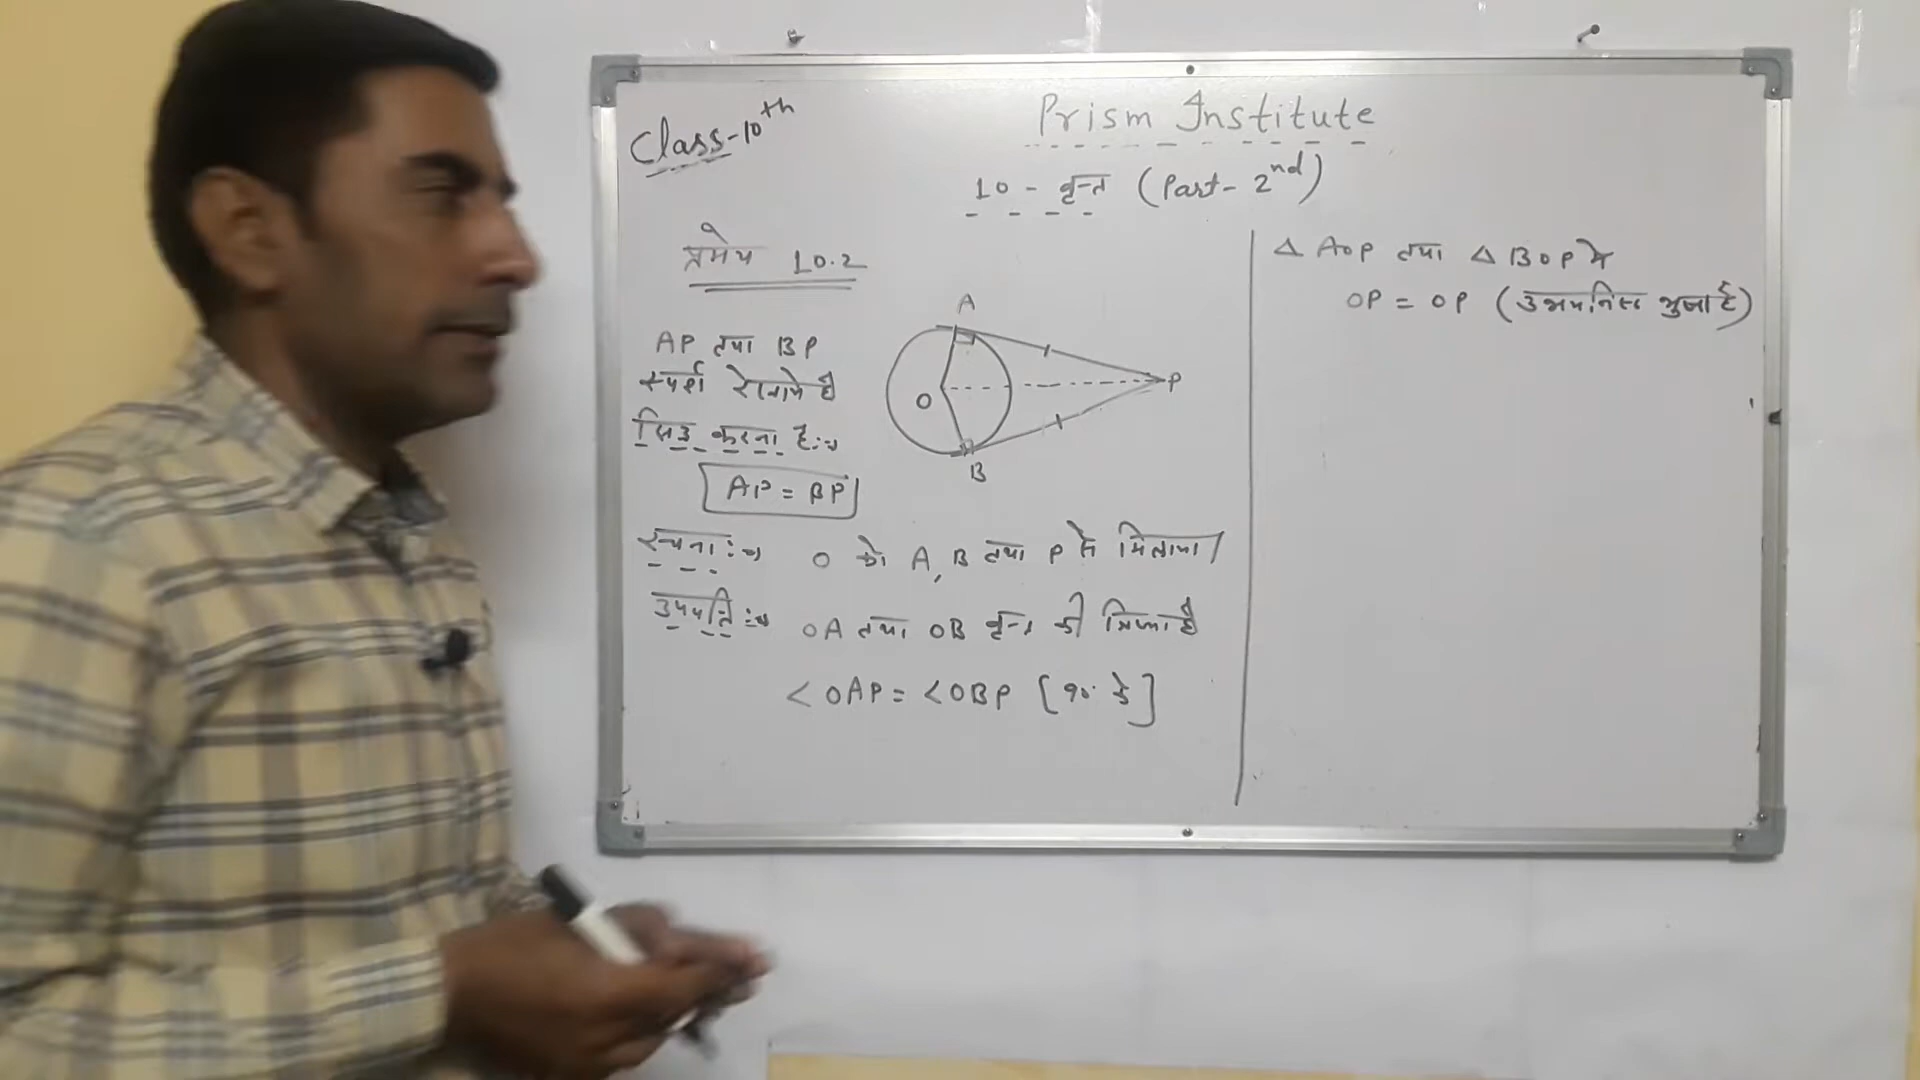 Class-10th
Prism Institute
10 - वृत्त (Part- 2nd)
प्रमेय 10.2
AP तथा BP
स्पर्श रेखायें है
सिद्ध करना है:→
AP = BP
A
O
P
B
रचना :→ O को A, B तथा P से मिलाया
उपपत्ति :→ OA तथा OB वृत्त की त्रिज्या है
< OAP = < OBP [90° के]
△ AOP तथा △ BOP में
OP = OP (उभयनिष्ठ भुजा है)